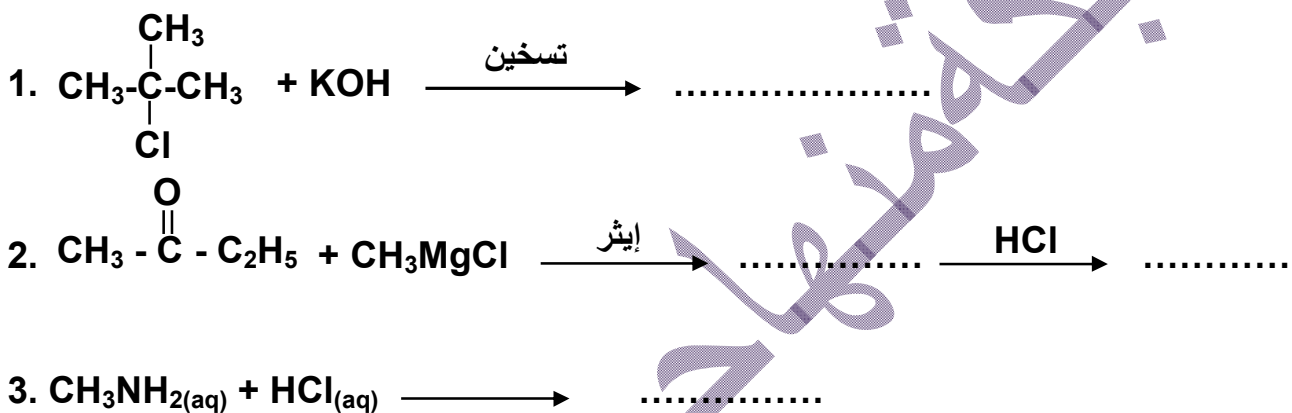 CH₃
تسخين
1. CH₃-C-CH₃ + KOH ⟶ .....................
Cl
O
إيثر HCl
2. CH₃ - C - C₂H₅ + CH₃MgCl ⟶ ............... ⟶ ............
3. CH₃NH₂(aq) + HCl(aq) ⟶ ...............